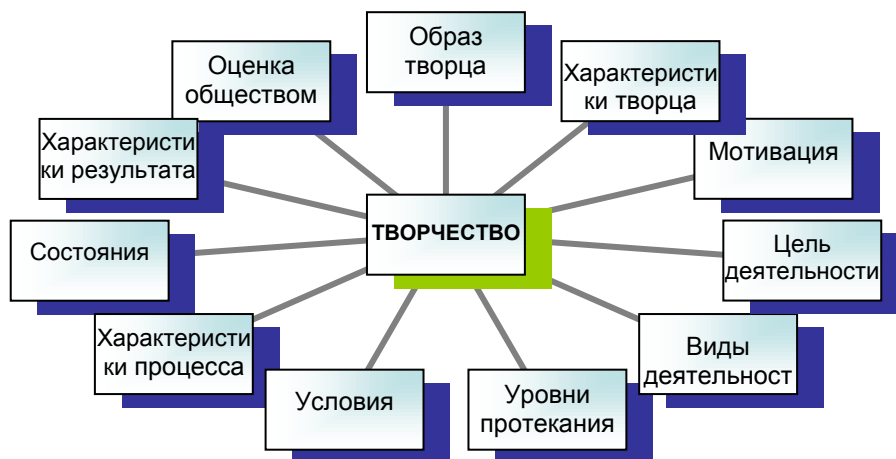 Образ
творца
Характеристи
ки творца
Мотивация
Цель
деятельности
Виды
деятельност
Уровни
протекания
Условия
Характеристи
ки процесса
Состояния
Характеристи
ки результата
Оценка
обществом
ТВОРЧЕСТВО